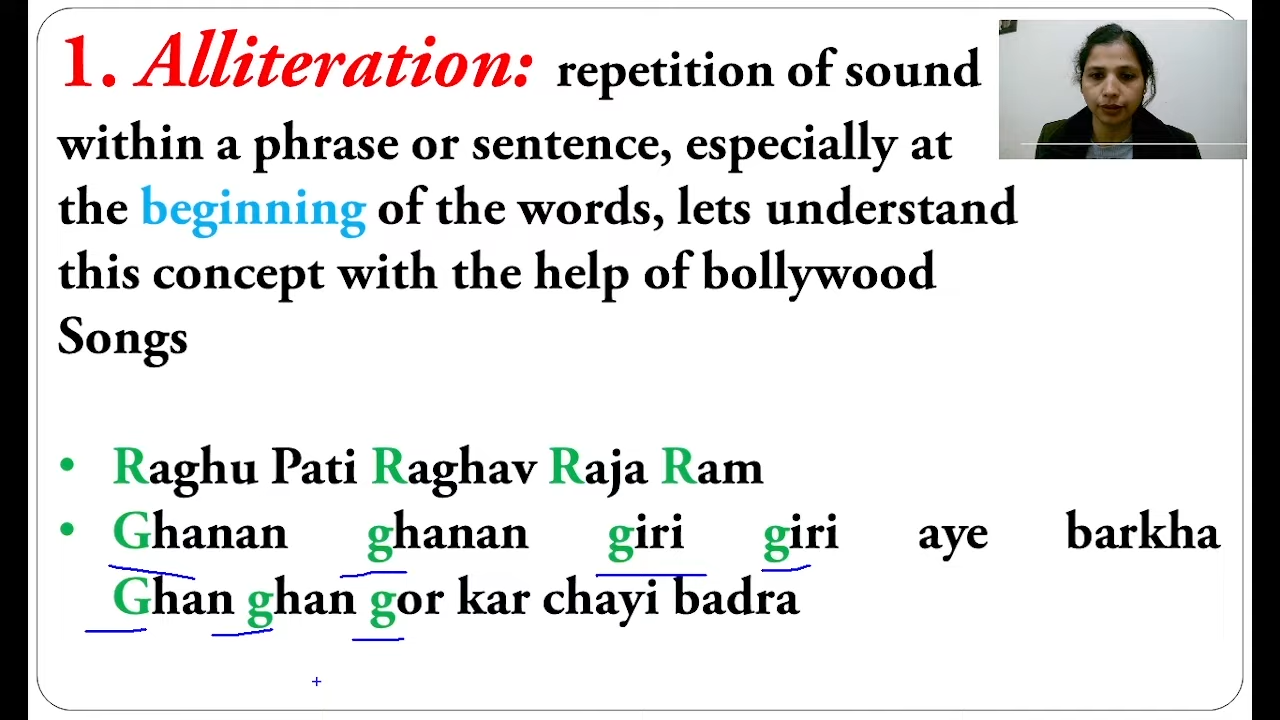 1. Alliteration: repetition of sound
within a phrase or sentence, especially at
the beginning of the words, lets understand
this concept with the help of bollywood
Songs
• Raghu Pati Raghav Raja Ram
• Ghanan ghanan giri giri aye barkha
Ghan ghan gor kar chayi badra